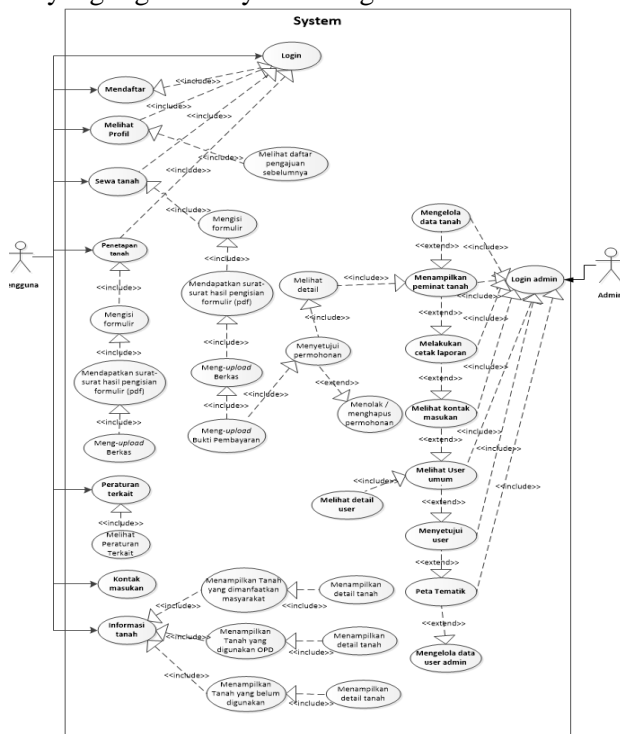 System
Login
<<include>>
Mendaftar
<<include>>
Melihat
Profil
<<include>>
Melihat daftar
pengajuan
sebelumnya
Sewa tanah
<<include>>
<<include>>
Mengisi
formulir
Mengelola
data tanah
<<extend>>
<<include>>
Pengguna
Penetapan
tanah
<<include>>
<<include>>
Mendapatkan surat-
surat hasil pengisian
formulir (pdf)
Melihat
detail
<<include>>
Menampilkan
peminat tanah
<<include>>
Login admin
Admin
Mengisi
formulir
<<include>>
<<include>>
<<extend>>
<<include>>
Melakukan
cetak laporan
<<include>>
Menyetujui
permohonan
Mendapatkan surat-
surat hasil pengisian
formulir (pdf)
Meng-upload
Berkas
<<extend>>
<<extend>>
<<include>>
<<include>>
<<include>>
Menolak /
menghapus
permohonan
Melihat kontak
masukan
Meng-upload
Berkas
Meng-upload
Bukti Pembayaran
<<extend>>
<<include>>
Melihat User
umum
<<include>>
<<include>>
Melihat detail
user
<<extend>>
Peraturan
terkait
<<include>>
Melihat
Peraturan
Terkait
Menyetujui
user
<<extend>>
Kontak
masukan
Menampilkan Tanah
yang dimanfaatkan
masyarakat
<<include>>
Menampilkan
detail tanah
Peta Tematik
<<include>>
Informasi
tanah
<<include>>
Menampilkan
Tanah yang
digunakan OPD
<<include>>
Menampilkan
detail tanah
<<extend>>
Mengelola data
user admin
<<include>>
Menampilkan
Tanah yang belum
digunakan
<<include>>
Menampilkan
detail tanah